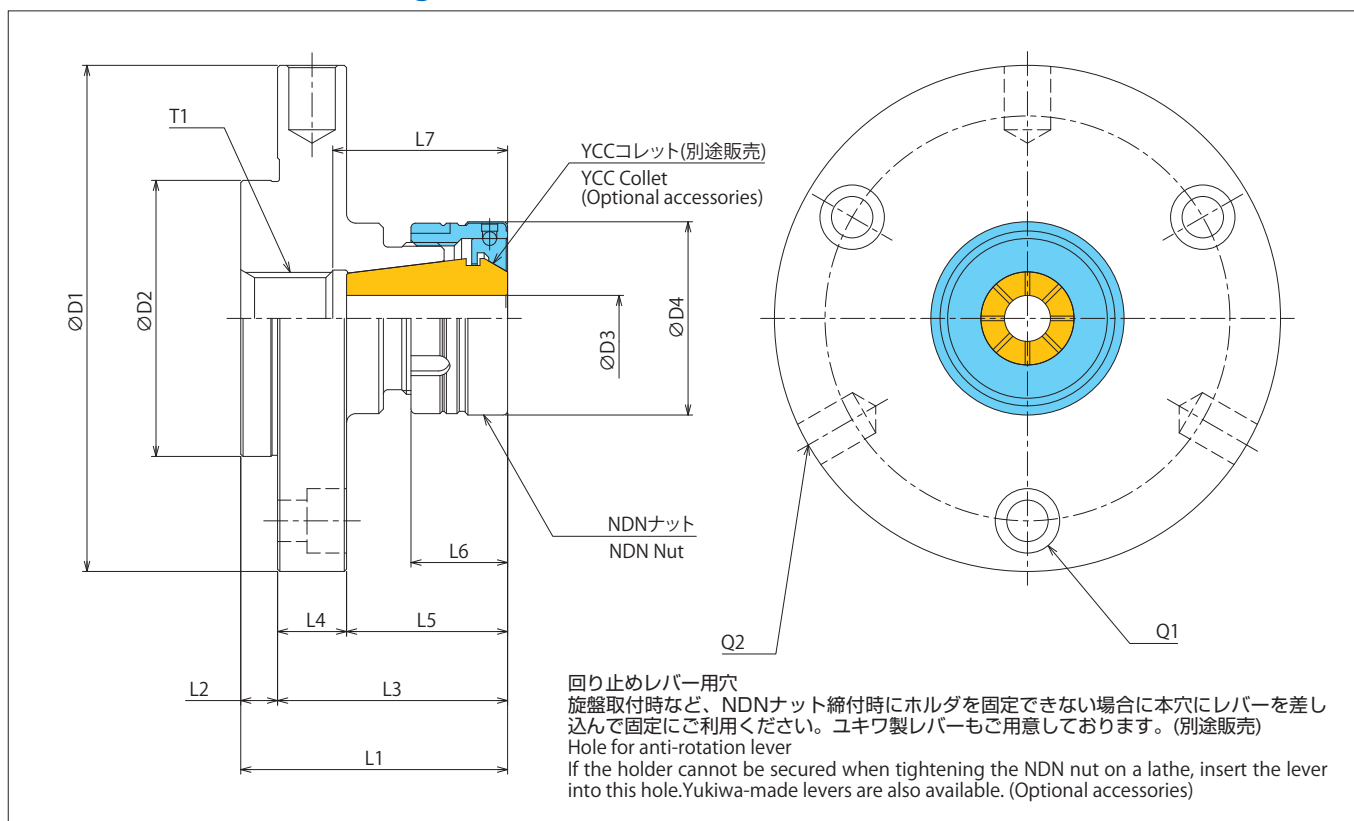 T1
L7
YCCコレット(別途販売)
YCC Collet
(Optional accessories)
ØD1
ØD2
ØD3
ØD4
NDNナット
NDN Nut
L6
L4
L5
L2
L3
L1
Q2
Q1
回り止めレバー用穴
旋盤取付時など、NDNナット締付時にホルダを固定できない場合に本穴にレバーを差し
込んで固定にご利用ください。ユキワ製レバーもご用意しております。(別途販売)
Hole for anti-rotation lever
If the holder cannot be secured when tightening the NDN nut on a lathe, insert the lever
into this hole.Yukiwa-made levers are also available. (Optional accessories)